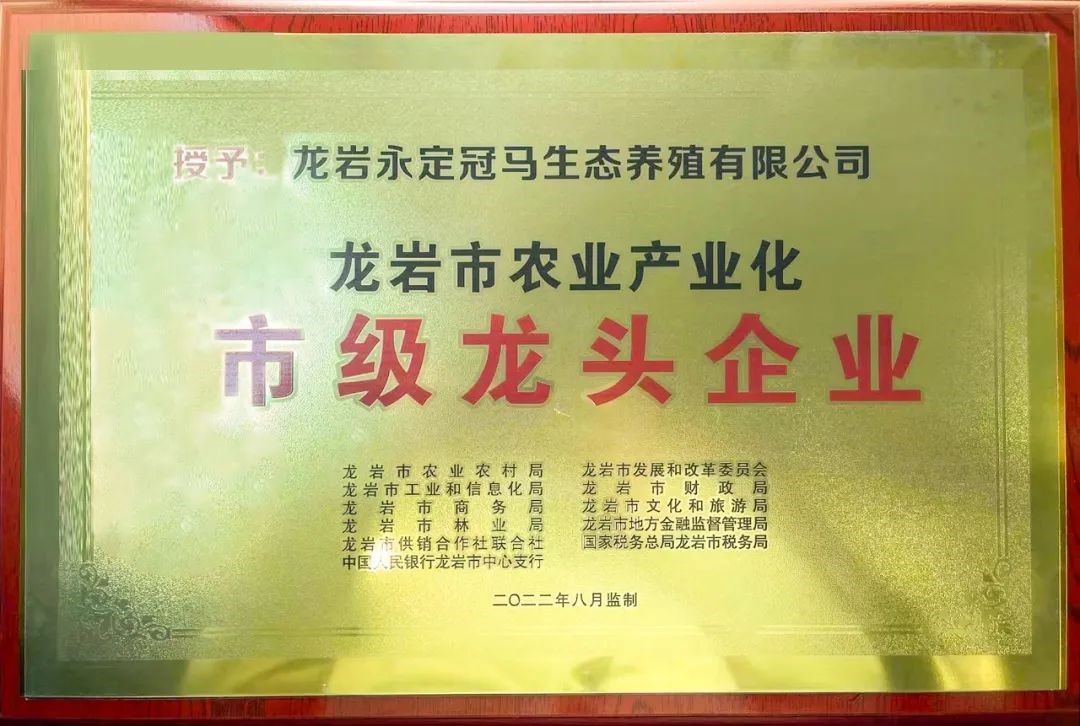 授予: 龙岩永定冠马生态养殖有限公司
龙岩市农业产业化
市级龙头企业
龙岩市农业农村局 龙岩市发展和改革委员会
龙岩市工业和信息化局 龙岩市财政局
龙岩市商务局 龙岩市文化和旅游局
龙岩市林业局 龙岩市地方金融监督管理局
龙岩市供销合作社联合社 国家税务总局龙岩市税务局
中国人民银行龙岩市中心支行
二〇二二年八月监制